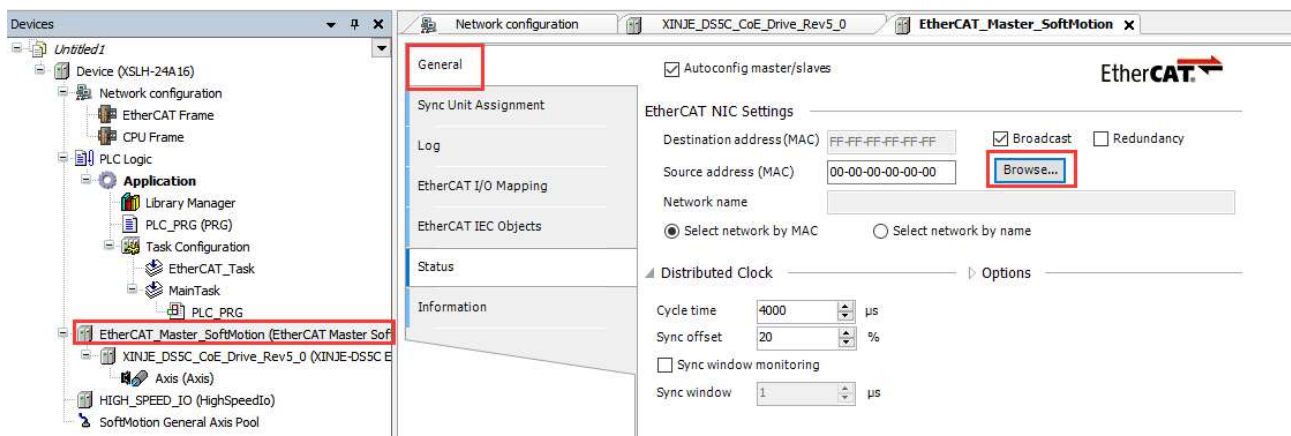 Devices
Untitled1
Device (XSLH-24A16)
Network configuration
EtherCAT Frame
CPU Frame
PLC Logic
Application
Library Manager
PLC_PRG (PRG)
Task Configuration
EtherCAT_Task
MainTask
PLC_PRG
EtherCAT_Master_SoftMotion (EtherCAT Master Sof
XINJE_DS5C_CoE_Drive_Rev5_0 (XINJE-DS5C E
Axis (Axis)
HIGH_SPEED_IO (HighSpeedIo)
SoftMotion General Axis Pool
Network configuration
XINJE_DS5C_CoE_Drive_Rev5_0
EtherCAT_Master_SoftMotion
General
Sync Unit Assignment
Log
EtherCAT I/O Mapping
EtherCAT IEC Objects
Status
Information
Autoconfig master/slaves
EtherCAT
EtherCAT NIC Settings
Destination address (MAC) FF-FF-FF-FF-FF-FF Broadcast Redundancy
Source address (MAC) 00-00-00-00-00-00 Browse...
Network name
Select network by MAC Select network by name
Distributed Clock Options
Cycle time 4000 µs
Sync offset 20 %
Sync window monitoring
Sync window 1 µs